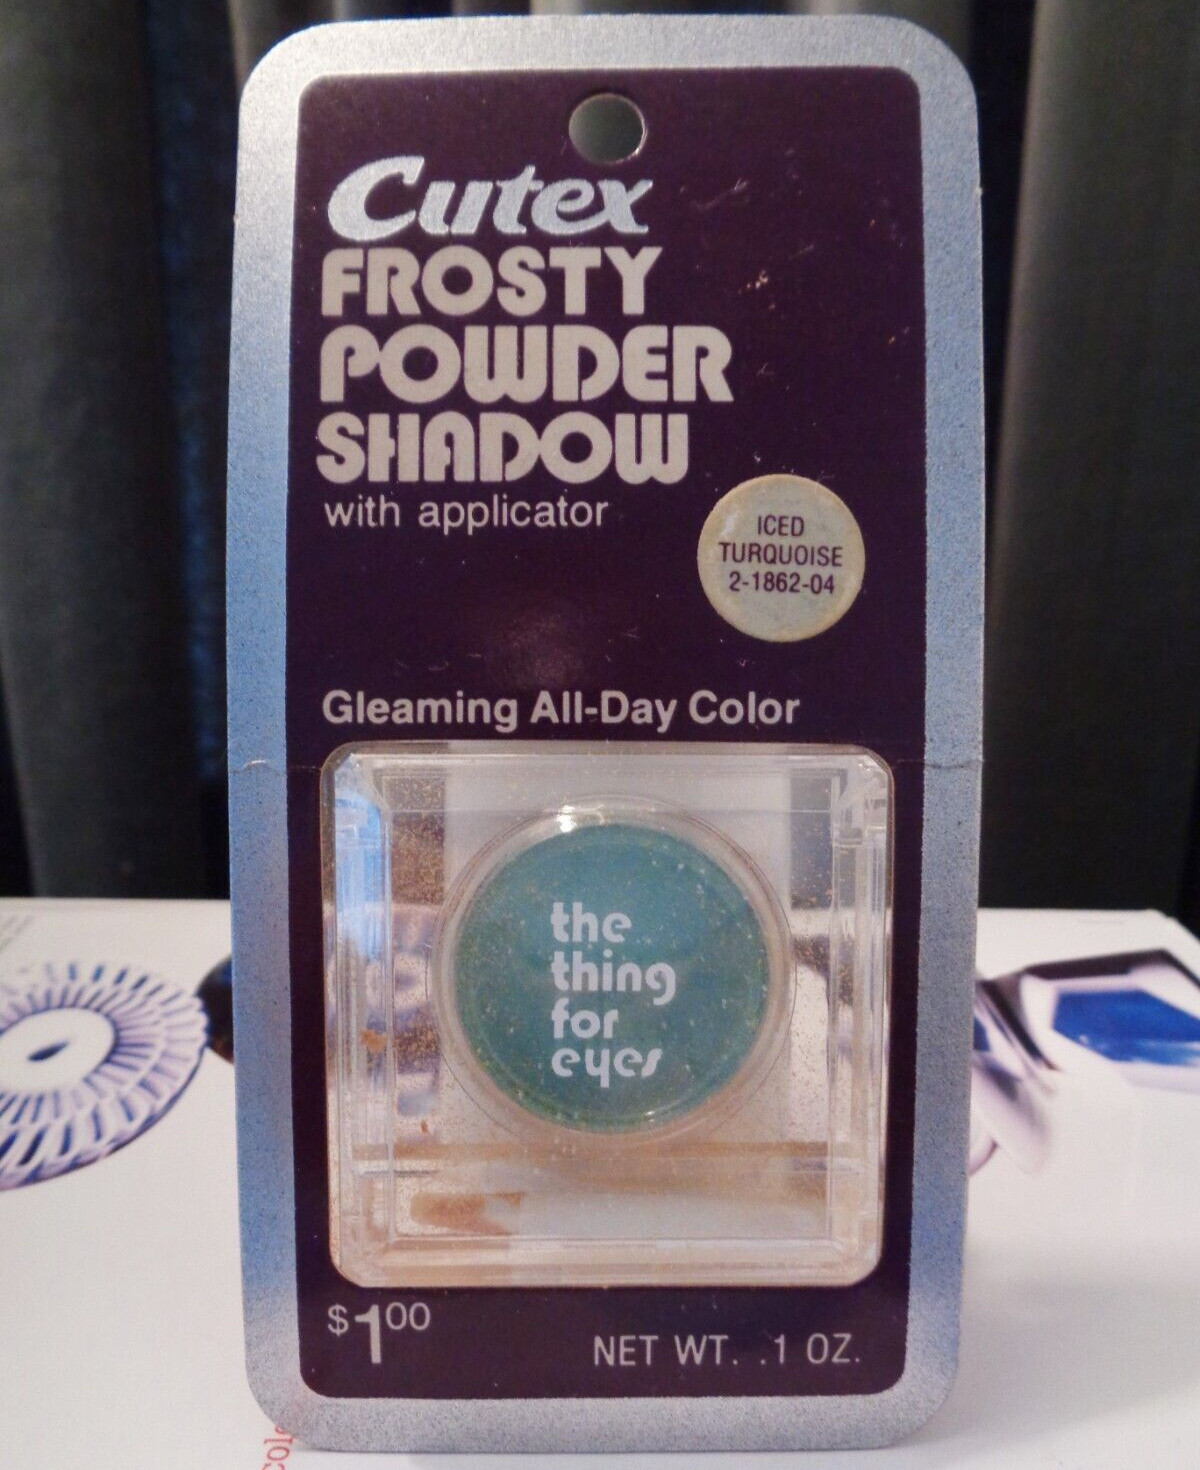 Cutex
FROSTY
POWDER
SHADOW
with applicator
ICED
TURQUOISE
2-1862-04
Gleaming All-Day Color
the
thing
for
eyes
$1.00
NET WT. .1 OZ.